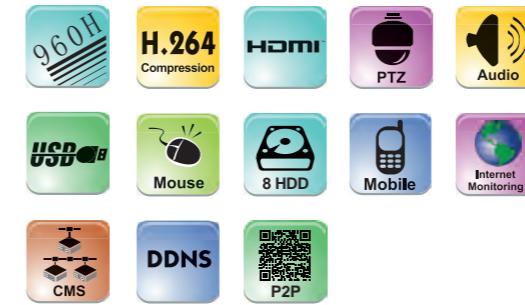 960H
H.264
Compression
HDMI
PTZ
Audio
USB
Mouse
8 HDD
Mobile
Internet
Monitoring
CMS
DDNS
P2P